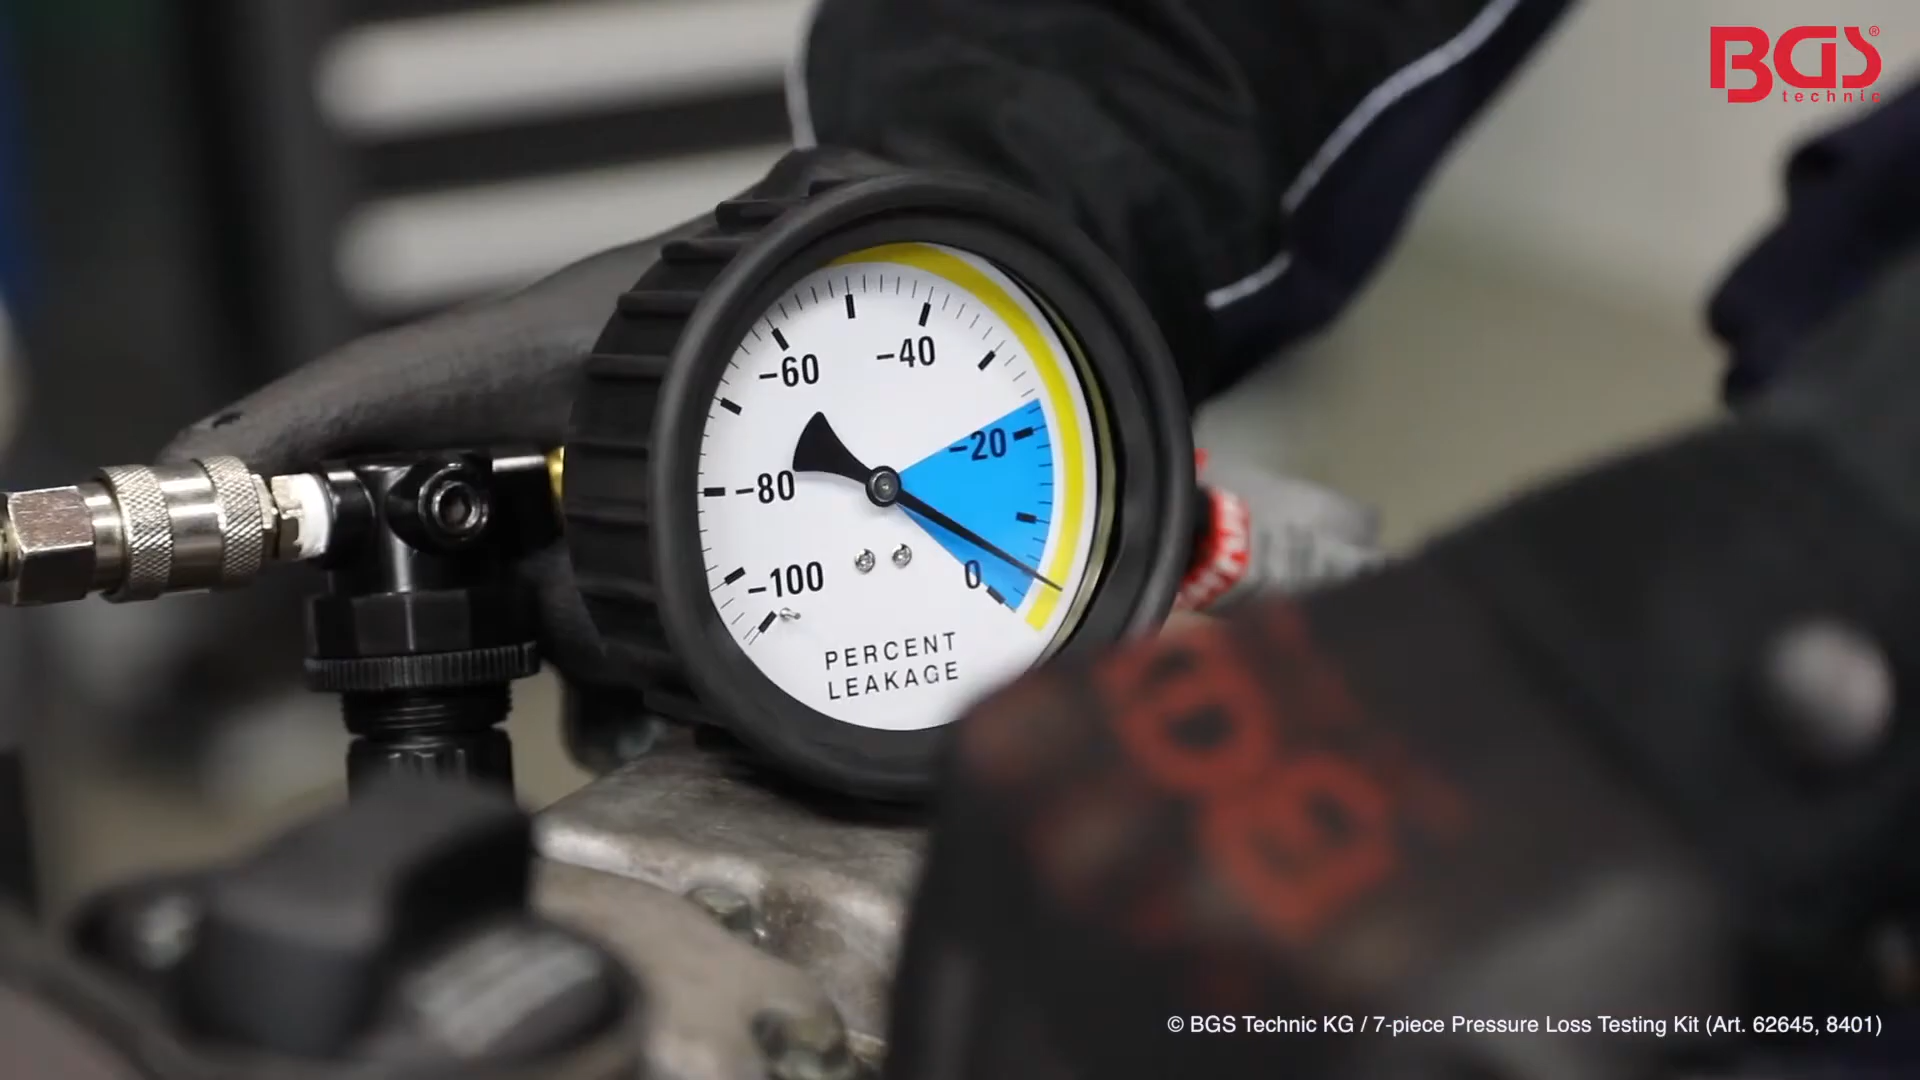 BGS®
technic
-60
-40
-20
-80
-100
0
PERCENT
LEAKAGE
© BGS Technic KG / 7-piece Pressure Loss Testing Kit (Art. 62645, 8401)